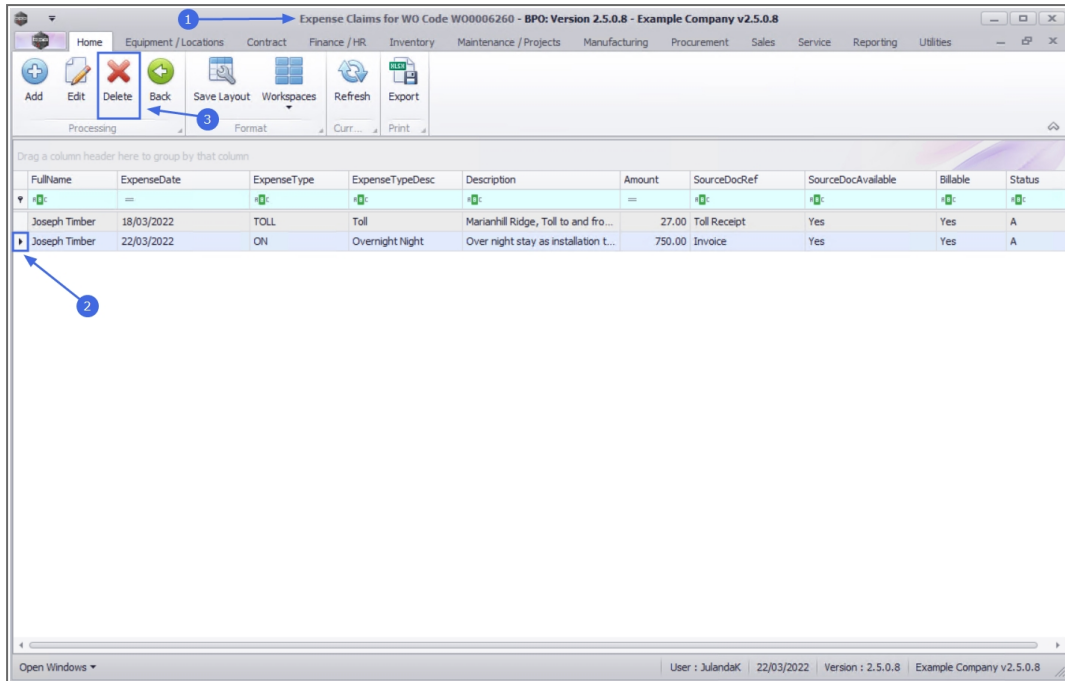 1 Expense Claims for WO Code WO0006260 - BPO: Version 2.5.0.8 - Example Company v2.5.0.8
Home Equipment / Locations Contract Finance / HR Inventory Maintenance / Projects Manufacturing Procurement Sales Service Reporting Utilities
Add Edit Delete Back Save Layout Workspaces Refresh Export
3
Processing Format Curr... Print
Drag a column header here to group by that column
FullName ExpenseDate ExpenseType ExpenseTypeDesc Description Amount SourceDocRef SourceDocAvailable Billable Status
Joseph Timber 18/03/2022 TOLL Toll Marianhill Ridge, Toll to and fro... 27.00 Toll Receipt Yes Yes A
Joseph Timber 22/03/2022 ON Overnight Night Over night stay as installation t... 750.00 Invoice Yes Yes A
2
Open Windows User : JulandaK 22/03/2022 Version : 2.5.0.8 Example Company v2.5.0.8